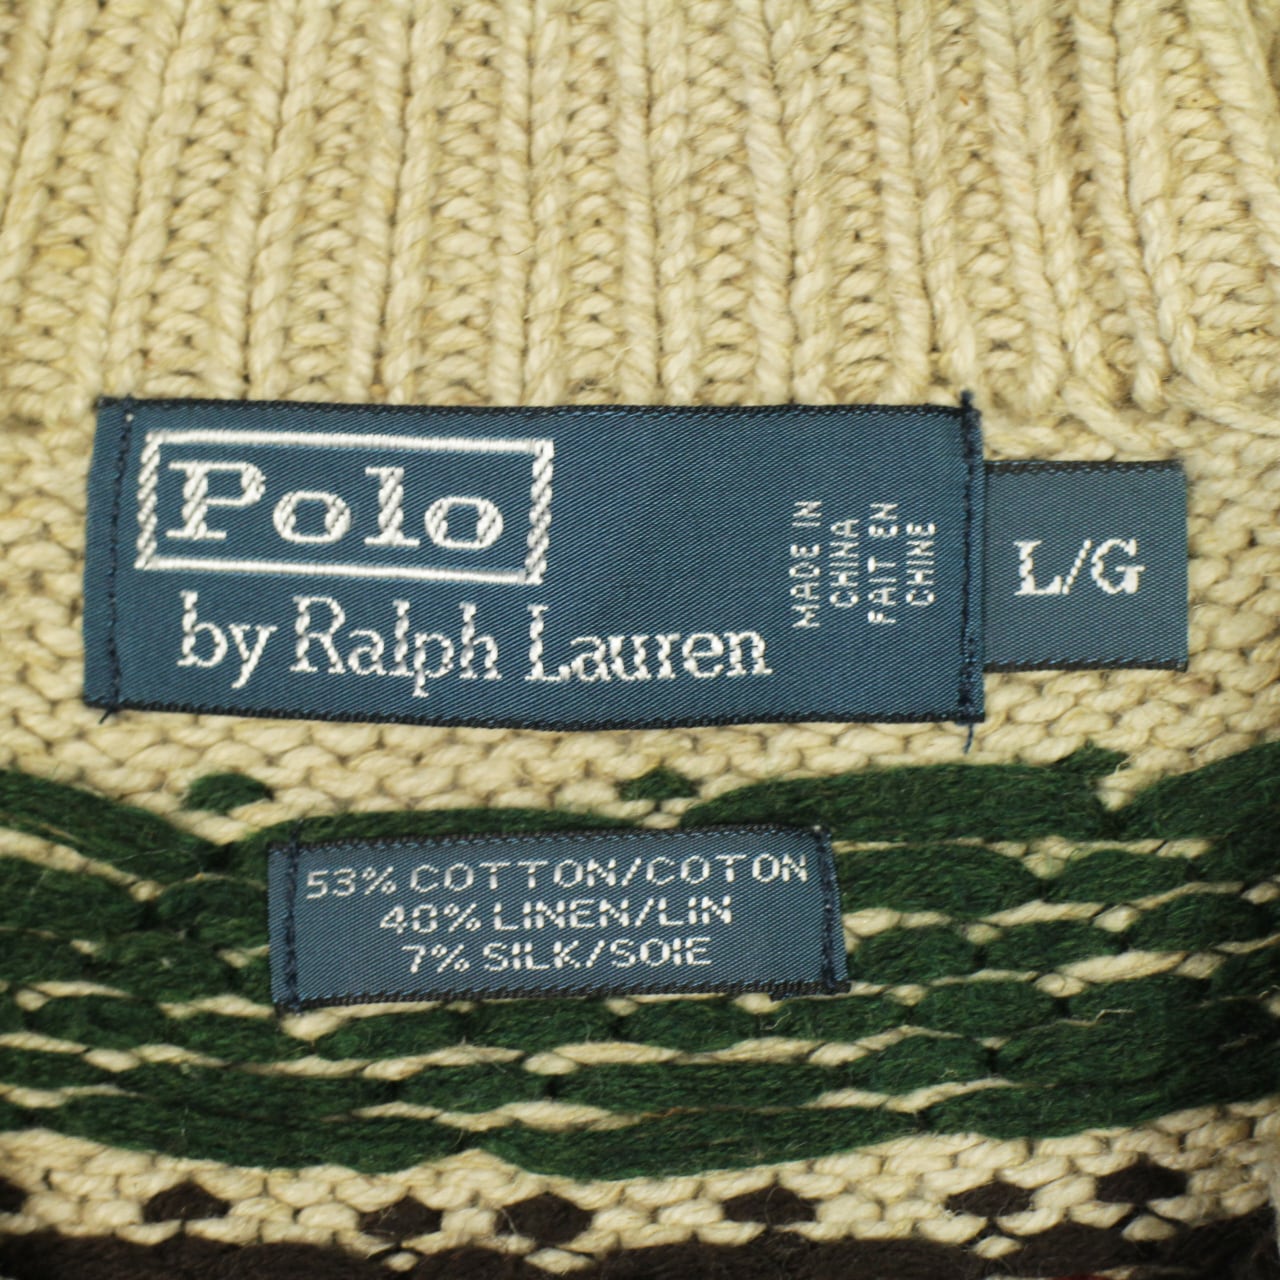 Polo
by Ralph Lauren
MADE IN
CHINA
FAIT EN
CHINE
L/G
53% COTTON/COTON
40% LINEN/LIN
7% SILK/SOIE